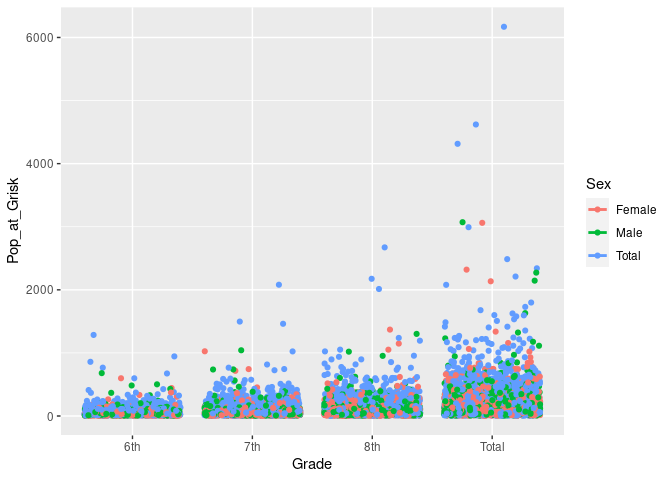 6000
4000
2000
0
Pop_at_Grisk
6th 7th 8th Total
Grade
Sex
Female
Male
Total